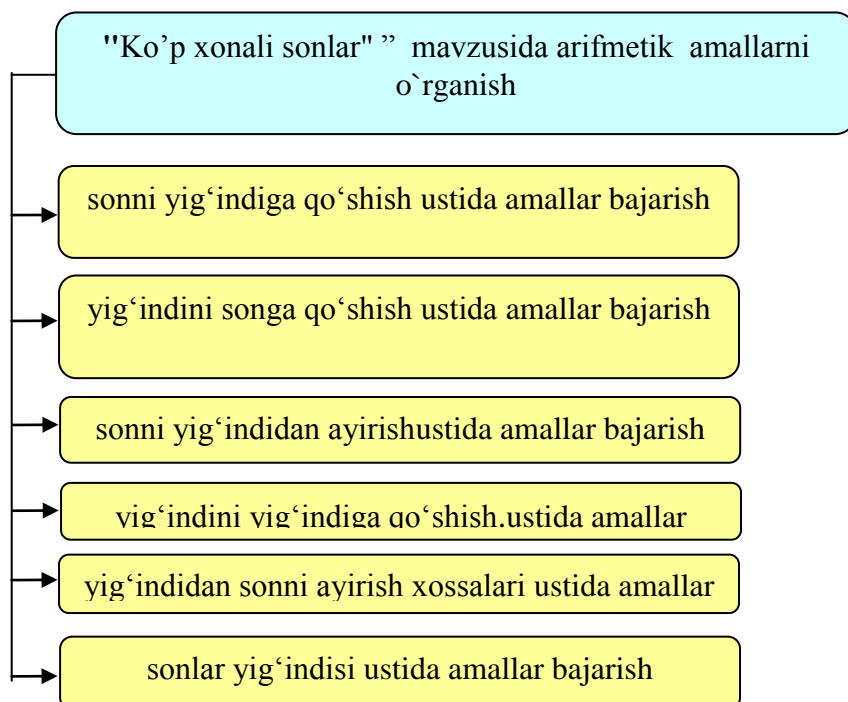 "Ko’p xonali sonlar" ” mavzusida arifmetik amallarni
o`rganish
sonni yig‘indiga qo‘shish ustida amallar bajarish
yig‘indini songa qo‘shish ustida amallar bajarish
sonni yig‘indidan ayirishustida amallar bajarish
yig‘indini yig‘indiga qo‘shish.ustida amallar
yig‘indidan sonni ayirish xossalari ustida amallar
sonlar yig‘indisi ustida amallar bajarish